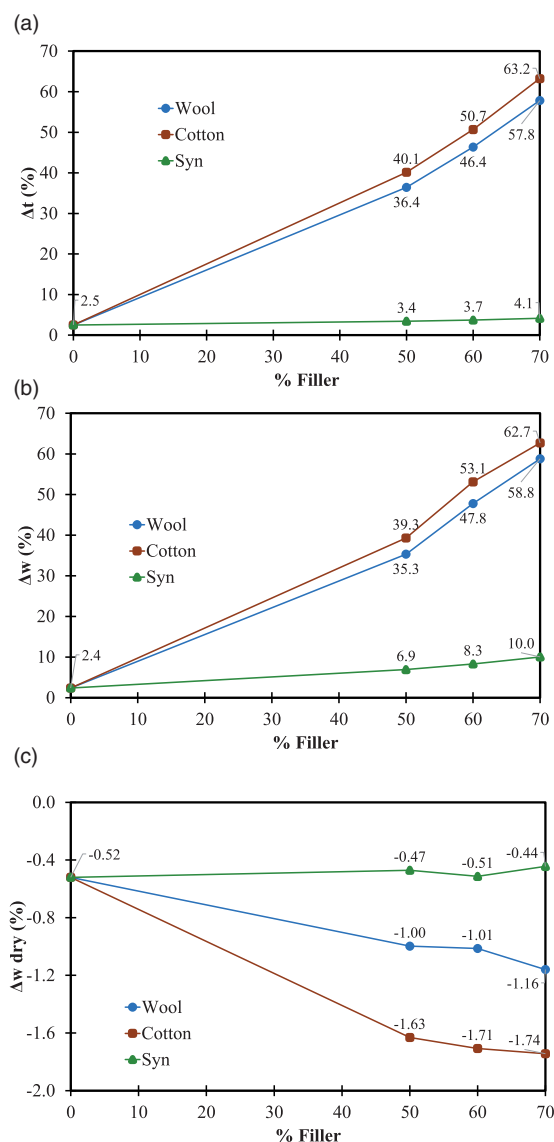 (a)
70
60
50
40
30
20
10
0
Δt (%)
Wool
Cotton
Syn
2.5
40.1
36.4
50.7
46.4
63.2
57.8
3.4
3.7
4.1
0 10 20 30 40 50 60 70
% Filler
(b)
70
60
50
40
30
20
10
0
Δw (%)
Wool
Cotton
Syn
2.4
39.3
35.3
53.1
47.8
62.7
58.8
6.9
8.3
10.0
0 10 20 30 40 50 60 70
% Filler
(c)
0.0
-0.4
-0.8
-1.2
-1.6
-2.0
Δw dry (%)
-0.52
-0.47
-0.51
-0.44
-1.00
-1.01
-1.16
-1.63
-1.71
-1.74
Wool
Cotton
Syn
0 10 20 30 40 50 60 70
% Filler